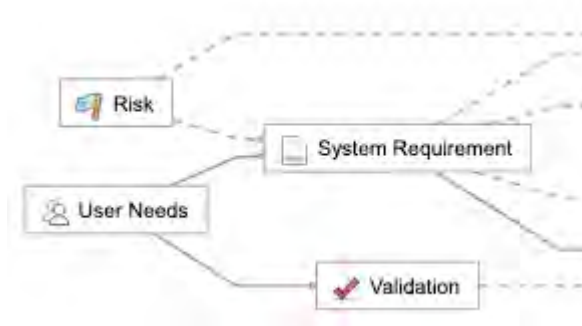 Risk
System Requirement
User Needs
Validation